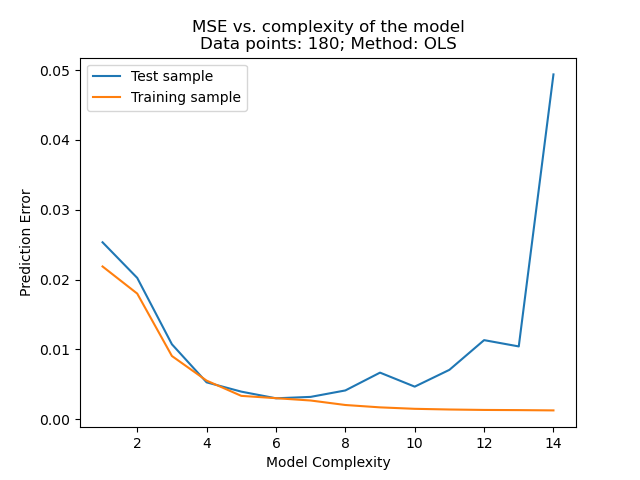 MSE vs. complexity of the model
Data points: 180; Method: OLS
Test sample
Training sample
0.05
0.04
0.03
0.02
0.01
0.00
Prediction Error
2 4 6 8 10 12 14
Model Complexity